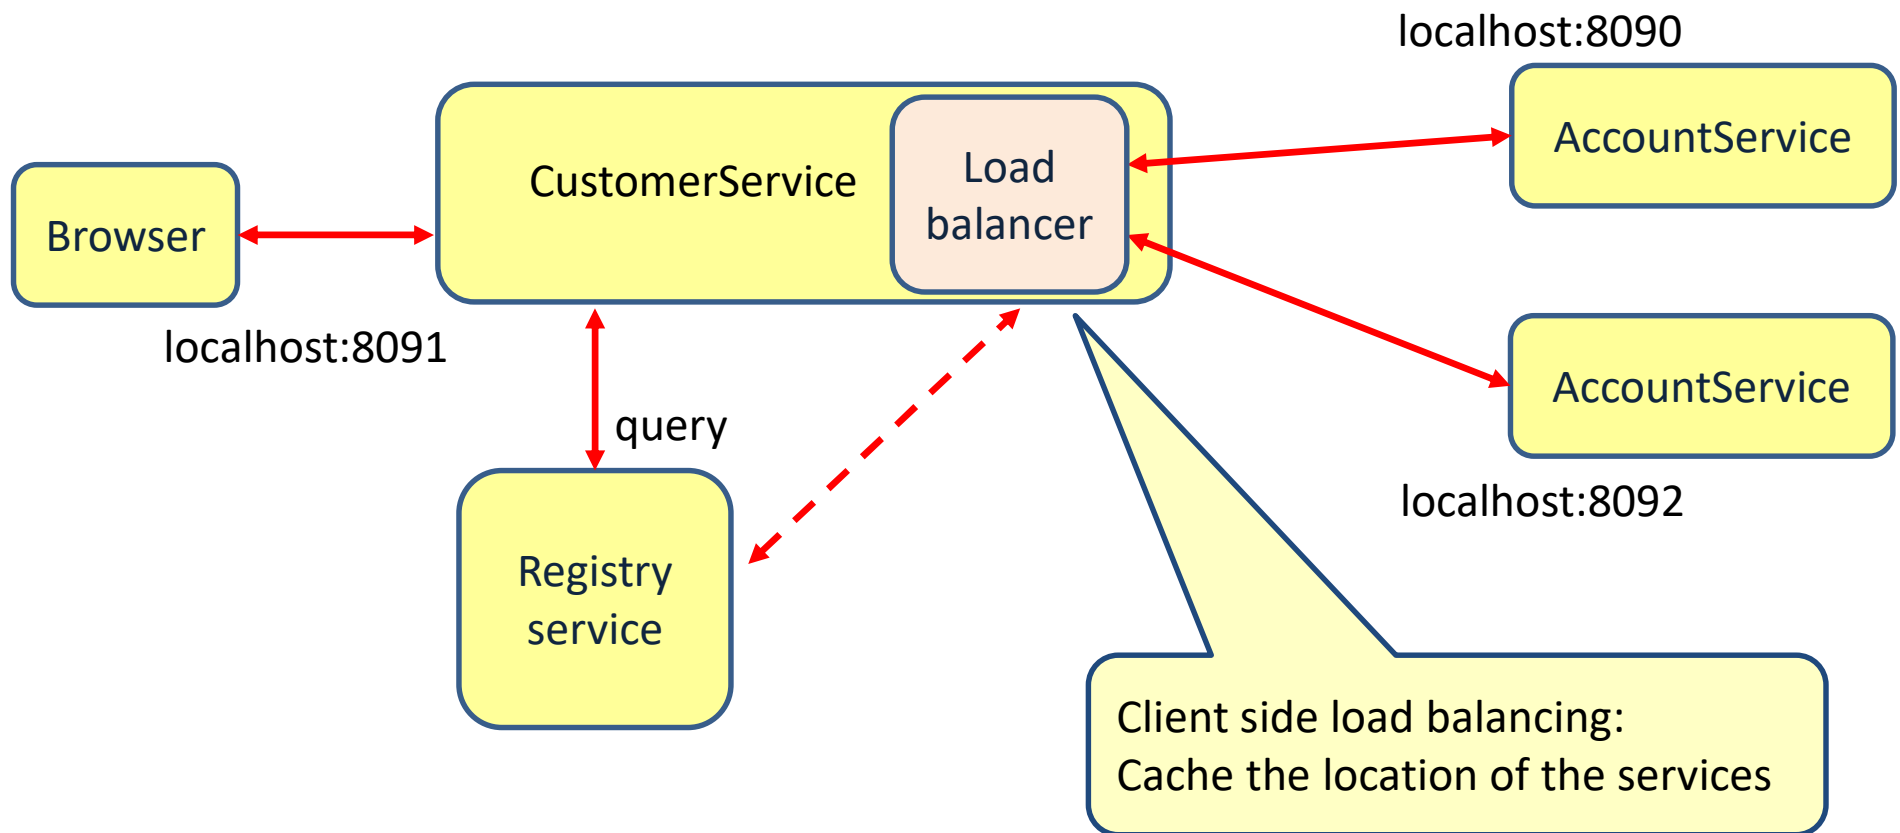 localhost:8090
AccountService
CustomerService
Load
balancer
Browser
localhost:8091
query
AccountService
localhost:8092
Registry
service
Client side load balancing:
Cache the location of the services